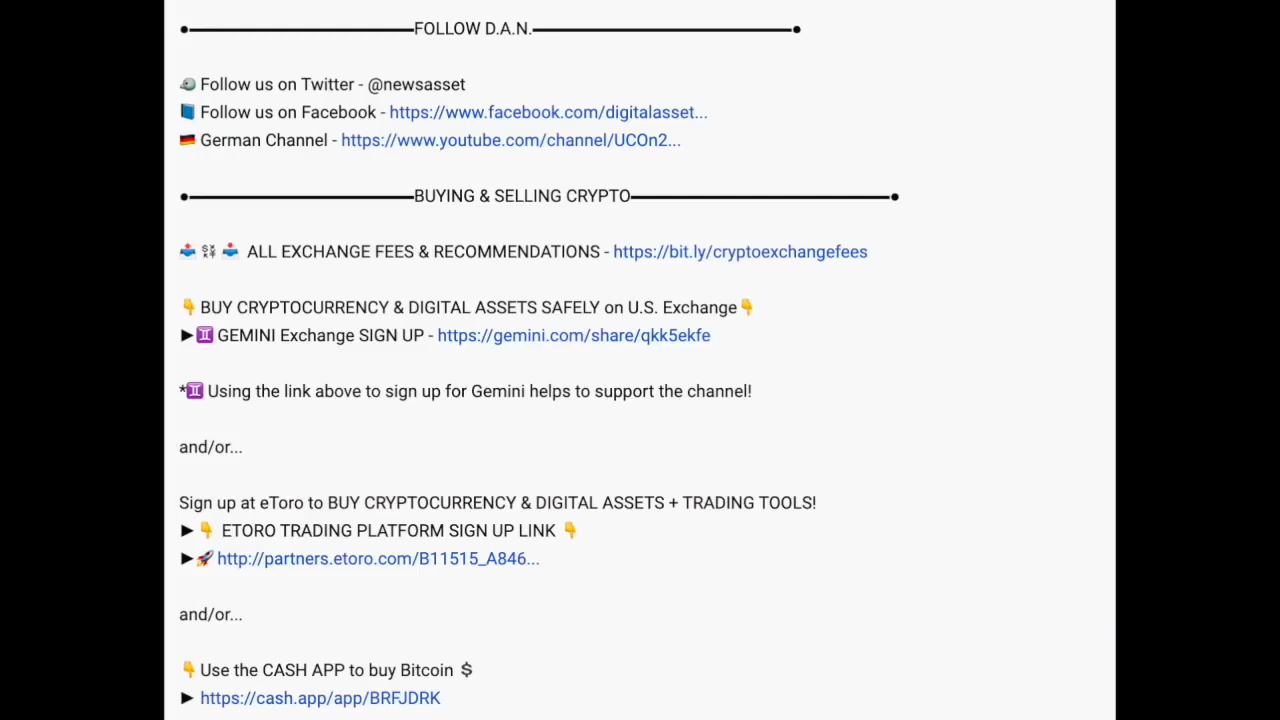 ●━━━━━━━━━━━━━FOLLOW D.A.N.━━━━━━━━━━━━━━━●
Follow us on Twitter - @newsasset
📘 Follow us on Facebook - https://www.facebook.com/digitalasset...
🇩🇪 German Channel - https://www.youtube.com/channel/UCOn2...
●━━━━━━━━━━━━━BUYING & SELLING CRYPTO━━━━━━━━━━━━━━━●
📤 💱 📤 ALL EXCHANGE FEES & RECOMMENDATIONS - https://bit.ly/cryptoexchangefees
👇BUY CRYPTOCURRENCY & DIGITAL ASSETS SAFELY on U.S. Exchange👇
►♊ GEMINI Exchange SIGN UP - https://gemini.com/share/qkk5ekfe
*♊ Using the link above to sign up for Gemini helps to support the channel!
and/or...
Sign up at eToro to BUY CRYPTOCURRENCY & DIGITAL ASSETS + TRADING TOOLS!
►👇 ETORO TRADING PLATFORM SIGN UP LINK 👇
►🚀 http://partners.etoro.com/B11515_A846...
and/or...
👇Use the CASH APP to buy Bitcoin 💲
► https://cash.app/app/BRFJDRK